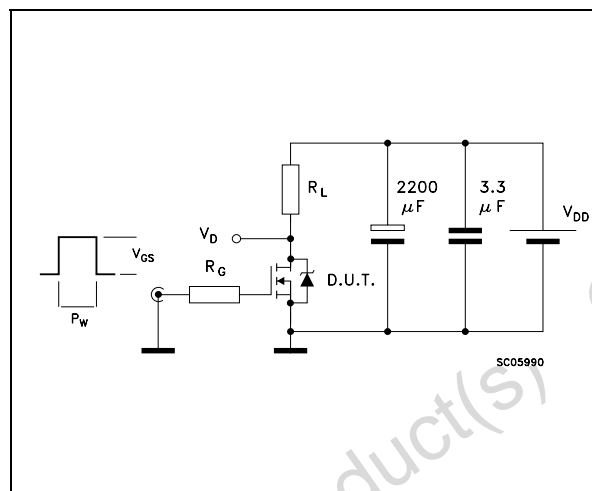 R_L
2200 μF
3.3 μF
V_DD
V_D
V_GS
R_G
D.U.T.
P_W
SC05990
duct(s)